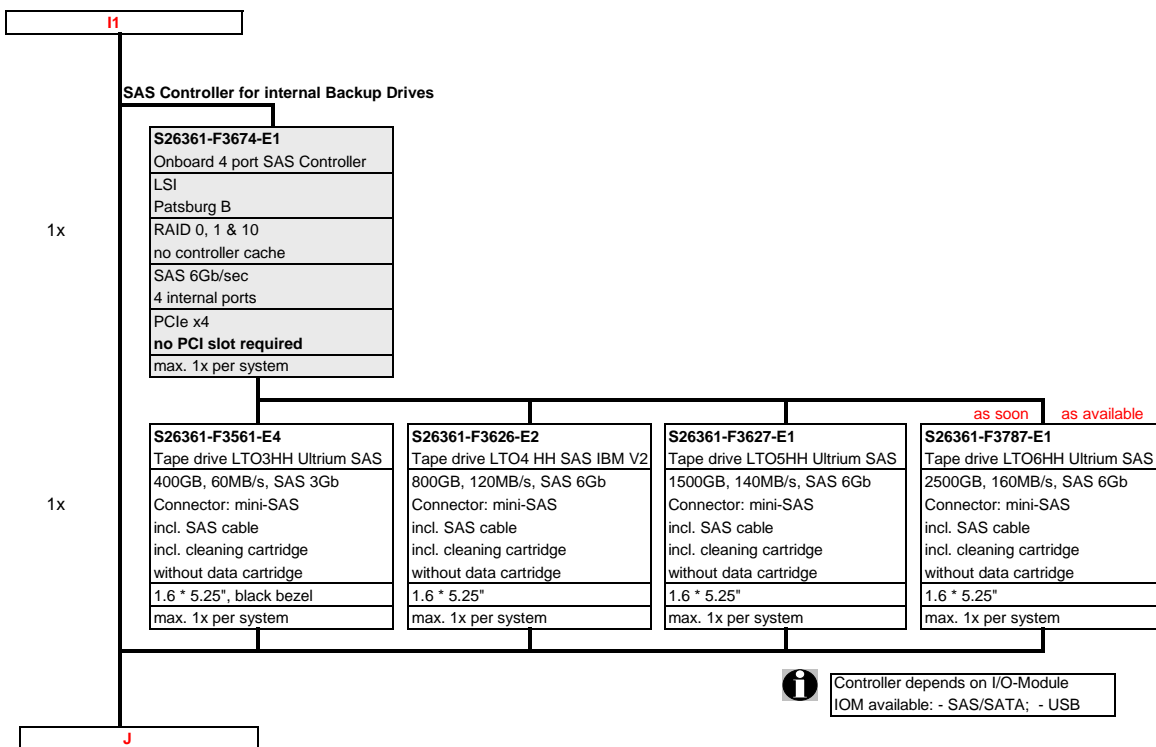 I1
SAS Controller for internal Backup Drives
S26361-F3674-E1
Onboard 4 port SAS Controller
LSI
Patsburg B
1x
RAID 0, 1 & 10
no controller cache
SAS 6Gb/sec
4 internal ports
PCIe x4
no PCI slot required
max. 1x per system
as soon as available
1x
S26361-F3561-E4
Tape drive LTO3HH Ultrium SAS
400GB, 60MB/s, SAS 3Gb
Connector: mini-SAS
incl. SAS cable
incl. cleaning cartridge
without data cartridge
1.6 * 5.25", black bezel
max. 1x per system
S26361-F3626-E2
Tape drive LTO4 HH SAS IBM V2
800GB, 120MB/s, SAS 6Gb
Connector: mini-SAS
incl. SAS cable
incl. cleaning cartridge
without data cartridge
1.6 * 5.25"
max. 1x per system
S26361-F3627-E1
Tape drive LTO5HH Ultrium SAS
1500GB, 140MB/s, SAS 6Gb
Connector: mini-SAS
incl. SAS cable
incl. cleaning cartridge
without data cartridge
1.6 * 5.25"
max. 1x per system
S26361-F3787-E1
Tape drive LTO6HH Ultrium SAS
2500GB, 160MB/s, SAS 6Gb
Connector: mini-SAS
incl. SAS cable
incl. cleaning cartridge
without data cartridge
1.6 * 5.25"
max. 1x per system
Controller depends on I/O-Module
IOM available: - SAS/SATA; - USB
J